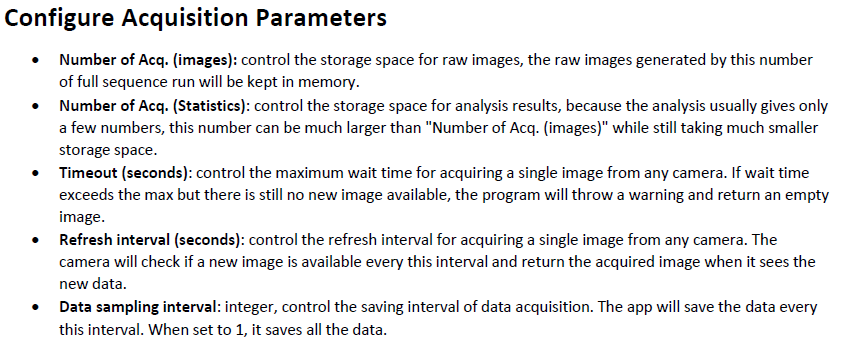 Configure Acquisition Parameters
• Number of Acq. (images): control the storage space for raw images, the raw images generated by this number
of full sequence run will be kept in memory.
• Number of Acq. (Statistics): control the storage space for analysis results, because the analysis usually gives only
a few numbers, this number can be much larger than "Number of Acq. (images)" while still taking much smaller
storage space.
• Timeout (seconds): control the maximum wait time for acquiring a single image from any camera. If wait time
exceeds the max but there is still no new image available, the program will throw a warning and return an empty
image.
• Refresh interval (seconds): control the refresh interval for acquiring a single image from any camera. The
camera will check if a new image is available every this interval and return the acquired image when it sees the
new data.
• Data sampling interval: integer, control the saving interval of data acquisition. The app will save the data every
this interval. When set to 1, it saves all the data.